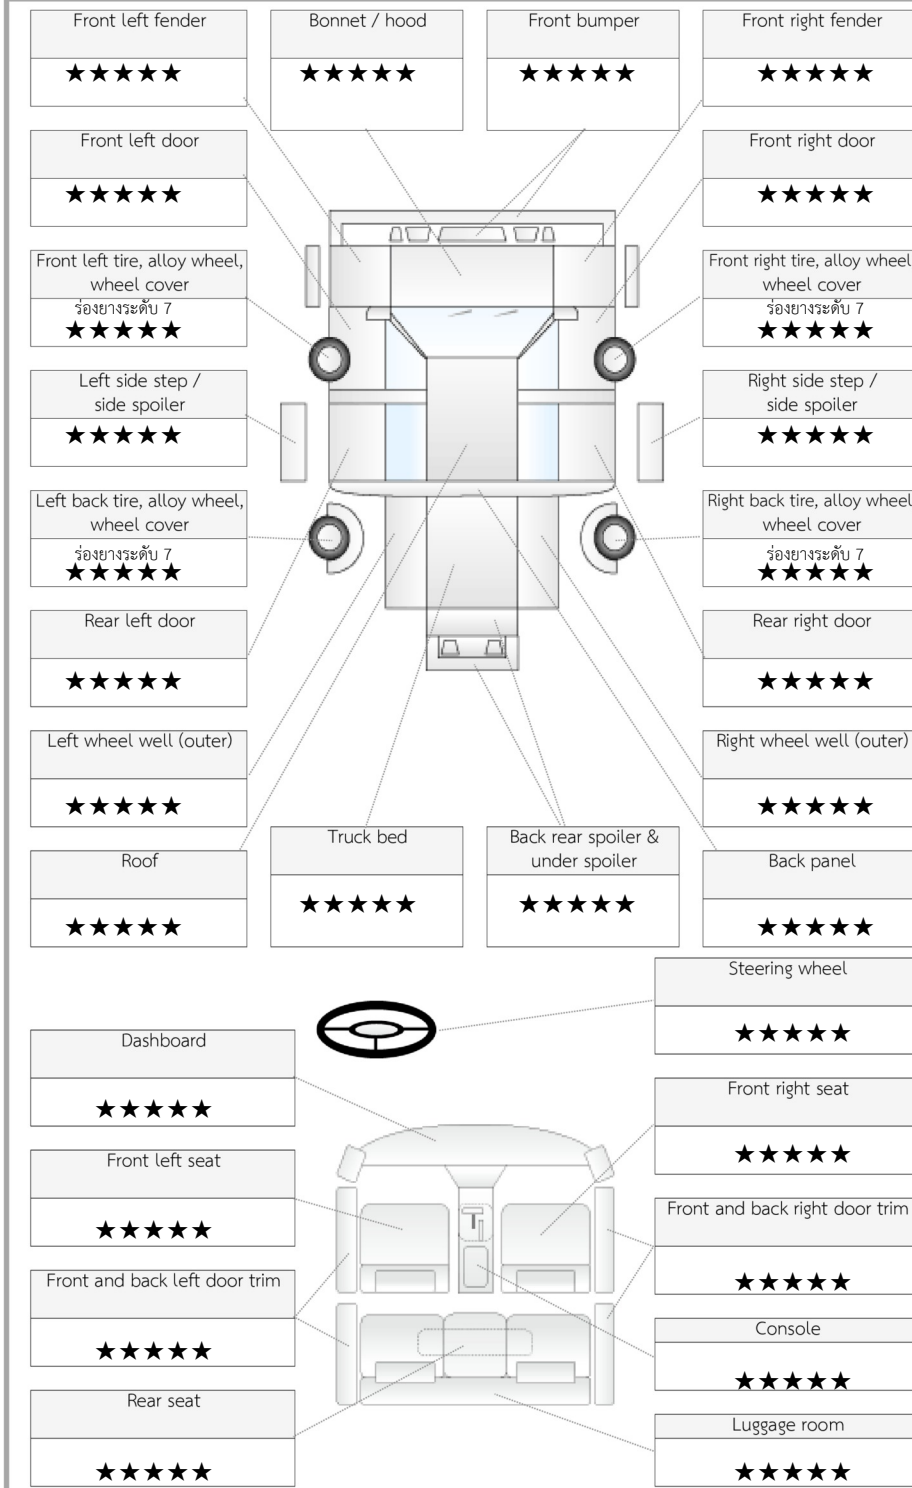 Front left fender
★★★★★
Bonnet / hood
★★★★★
Front bumper
★★★★★
Front right fender
★★★★★
Front left door
★★★★★
Front right door
★★★★★
Front left tire, alloy wheel,
wheel cover
ร่องยางระดับ 7
★★★★★
Front right tire, alloy wheel
wheel cover
ร่องยางระดับ 7
★★★★★
Left side step /
side spoiler
★★★★★
Right side step /
side spoiler
★★★★★
Left back tire, alloy wheel,
wheel cover
ร่องยางระดับ 7
★★★★★
Right back tire, alloy wheel
wheel cover
ร่องยางระดับ 7
★★★★★
Rear left door
★★★★★
Rear right door
★★★★★
Left wheel well (outer)
★★★★★
Right wheel well (outer)
★★★★★
Roof
★★★★★
Truck bed
★★★★★
Back rear spoiler &
under spoiler
★★★★★
Back panel
★★★★★
Steering wheel
★★★★★
Dashboard
★★★★★
Front right seat
★★★★★
Front left seat
★★★★★
Front and back right door trim
★★★★★
Front and back left door trim
★★★★★
Console
★★★★★
Rear seat
★★★★★
Luggage room
★★★★★